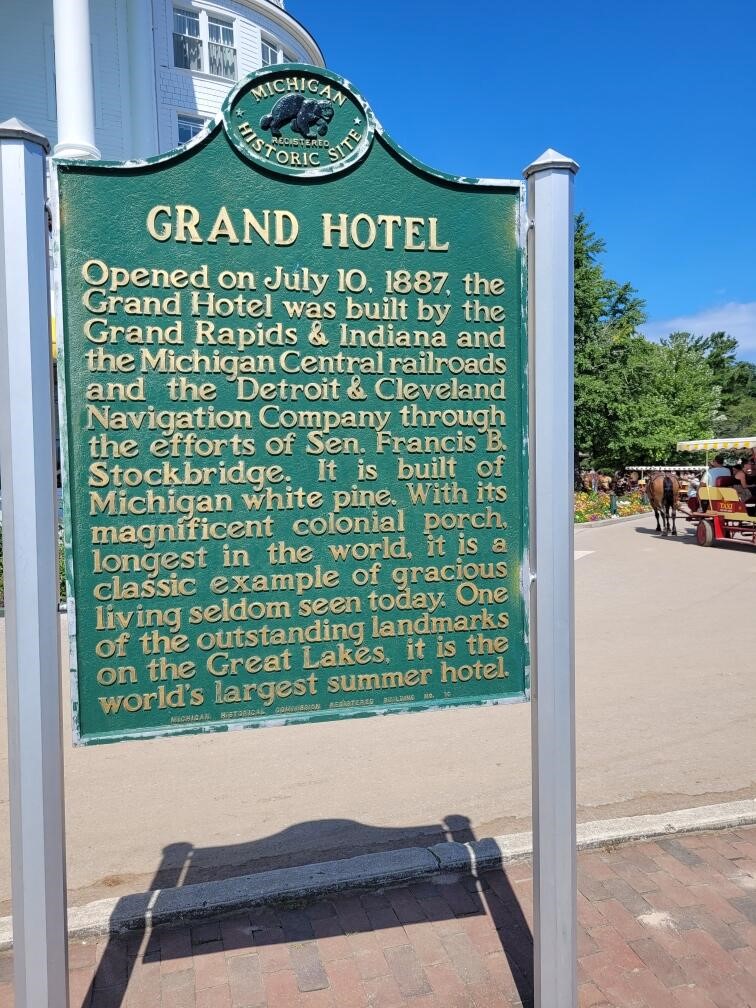 MICHIGAN
REGISTERED
HISTORIC SITE
GRAND HOTEL
Opened on July 10, 1887, the
Grand Hotel was built by the
Grand Rapids & Indiana and
the Michigan Central railroads
and the Detroit & Cleveland
Navigation Company through
the efforts of Sen. Francis B.
Stockbridge. It is built of
Michigan white pine. With its
magnificent colonial porch,
longest in the world, it is a
classic example of gracious
living seldom seen today. One
of the outstanding landmarks
on the Great Lakes, it is the
world's largest summer hotel.
MICHIGAN HISTORICAL COMMISSION REGISTERED BUILDING NO. 10
TAXI